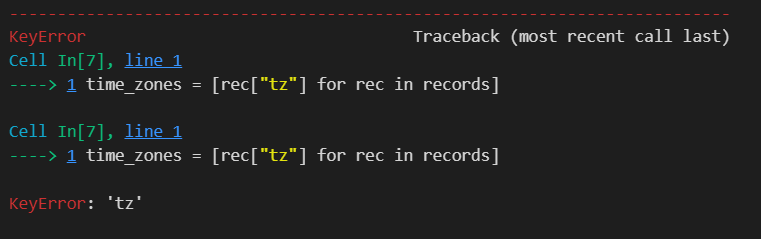 ---------------------------------------------------------------------------
KeyError                                  Traceback (most recent call last)
Cell In[7], line 1
----> 1 time_zones = [rec["tz"] for rec in records]

Cell In[7], line 1
----> 1 time_zones = [rec["tz"] for rec in records]

KeyError: 'tz'